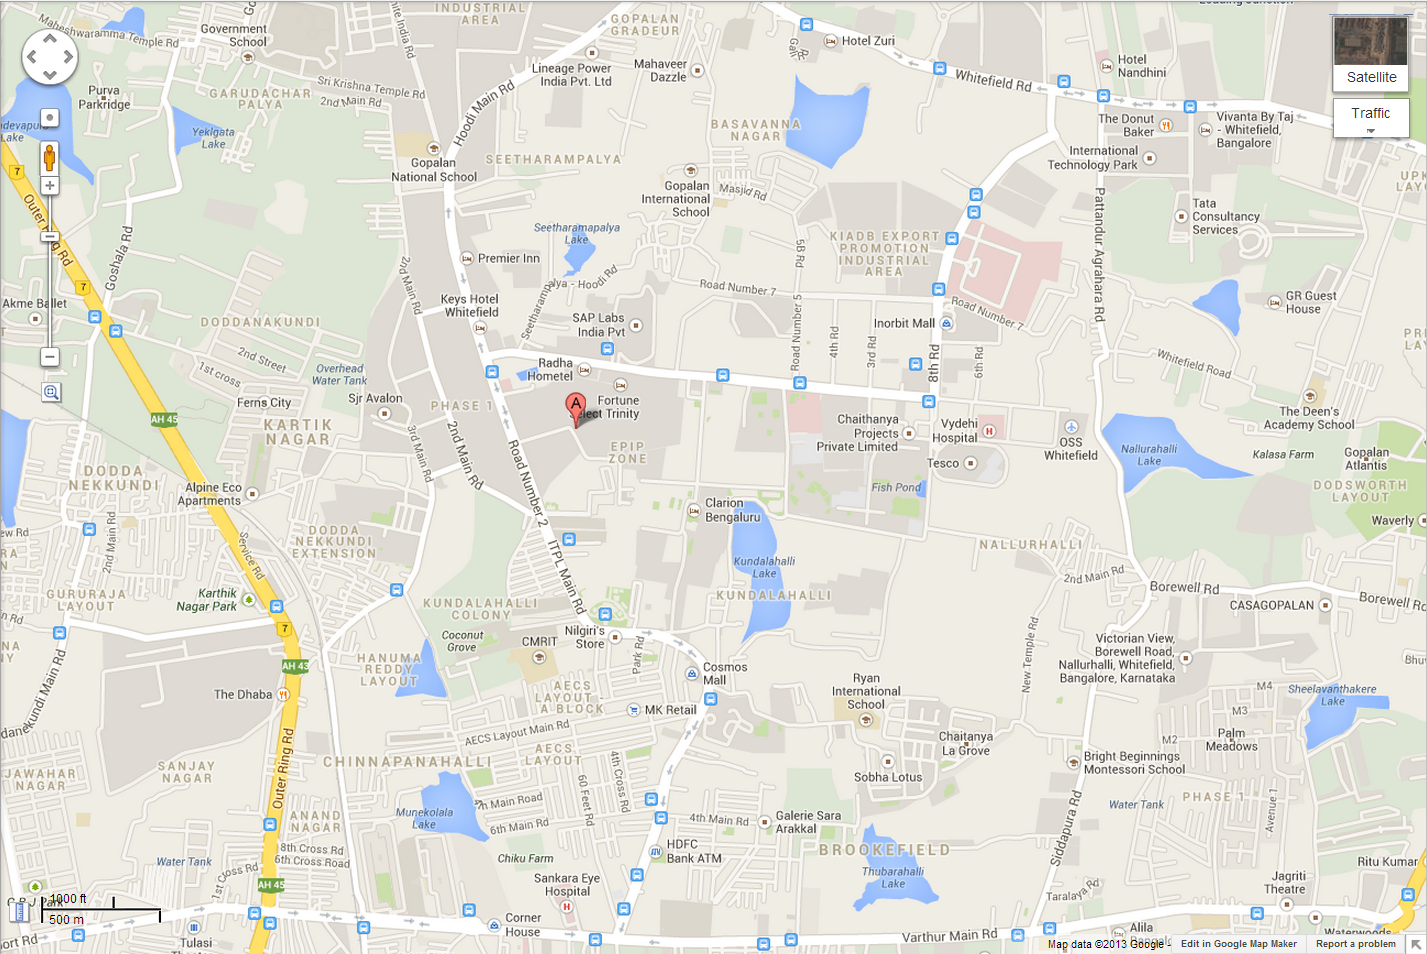 INDUSTRIAL
AREA
GOPALAN
GRADEUR
Maheshwaramma Temple Rd
Government
School
Hotel Zuri
Hotel
Nandhini
Whitefield Rd
Satellite
Traffic
Lineage Power
India Pvt. Ltd
Mahaveer
Dazzle
Hoodi Main Rd
Sri Krishna Temple Rd
2nd Main Rd
Purva
Parkridge
GARUDACHAR
PALYA
Yeklgata
Lake
Lake
BASAVANNA
NAGAR
The Donut
Baker
Vivanta By Taj
- Whitefield,
Bangalore
International
Technology Park
Gopalan
National School
SEETHARAMPALYA
Gopalan
International
School
Masjid Rd
Tata
Consultancy
Services
Pattandur Agrahara Rd
7
Outer Ring Rd
Goshala Rd
Seetharamapalya
Lake
KIADB EXPORT
PROMOTION
INDUSTRIAL
AREA
5B Rd
Premier Inn
2nd Main Rd
Seetharampalya - Hoodi Rd
Road Number 7
Road Number 7
7
Akme Ballet
Keys Hotel
Whitefield
SAP Labs
India Pvt
Road Number 5
4th Rd
3rd Rd
Inorbit Mall
8th Rd
6th Rd
GR Guest
House
DODDANAKUNDI
2nd Street
1st cross
Overhead
Water Tank
Radha
Hometel
Whitefield Road
Ferns City
Sjr Avalon
PHASE 1
A
Fortune
Select Trinity
AH 45
KARTIK
NAGAR
3rd Main Rd
2nd Main Rd
Road Number 2
EPIP
ZONE
Chaithanya
Projects
Private Limited
Vydehi
Hospital
OSS
Whitefield
The Deen's
Academy School
Tesco
Nallurahalli
Lake
Kalasa Farm
Gopalan
Atlantis
DODDA
NEKKUNDI
Alpine Eco
Apartments
Fish Pond
DODSWORTH
LAYOUT
Clarion
Bengaluru
Waverly
2nd Main Rd
Service Rd
DODDA
NEKKUNDI
EXTENSION
ITPL Main Rd
Kundalahalli
Lake
KUNDALAHALLI
NALLURHALLI
2nd Main Rd
Borewell Rd
Borewell Rd
CASAGOPALAN
GURURAJA
LAYOUT
Karthik
Nagar Park
KUNDALAHALLI
COLONY
7
Coconut
Grove
CMRIT
Nilgiri's
Store
Park Rd
New Temple Rd
Victorian View,
Borewell Road,
Nallurhalli, Whitefield,
Bangalore, Karnataka
HANUMA
REDDY
LAYOUT
AH 43
The Dhaba
Cosmos
Mall
AECS
LAYOUT -
A BLOCK
MK Retail
Ryan
International
School
M4
M3
M2
Sheelavanthakere
Lake
Palm
Meadows
AECS Layout Main Rd
AECS
LAYOUT
Chaitanya
La Grove
Sobha Lotus
Bright Beginnings
Montessori School
JAWAHAR
NAGAR
SANJAY
NAGAR
Outer Ring Rd
CHINNAPANAHALLI
4th Cross Rd
60 Feet Rd
Munekolala
Lake
6th Main Rd
4th Main Rd
Galerie Sara
Arakkal
Siddapura Rd
Water Tank
PHASE 1
Avenue 1
ANAND
NAGAR
8th Cross Rd
6th Cross Road
1st Cross Rd
Water Tank
Chiku Farm
HDFC
Bank ATM
BROOKEFIELD
Thubarahalli
Lake
Ritu Kumar
AH 45
Sankara Eye
Hospital
Taralaya Rd
Jagriti
Theatre
1000 ft
500 m
Corner
House
Tulasi
Varthur Main Rd
Alila
Map data ©2013 Google -
Edit in Google Map Maker
Report a problem